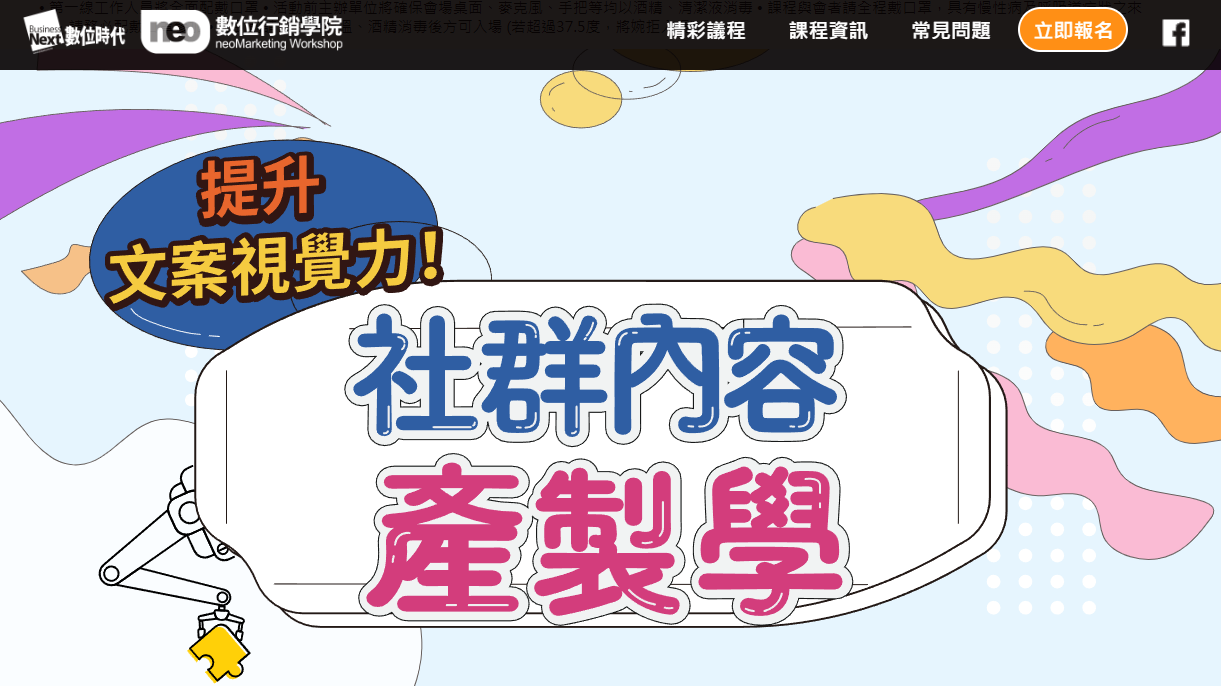 Business
Next 數位時代
neo 數位行銷學院
neoMarketing Workshop
精彩議程
課程資訊
常見問題
立即報名
提升
文案視覺力!
社群內容
產製學